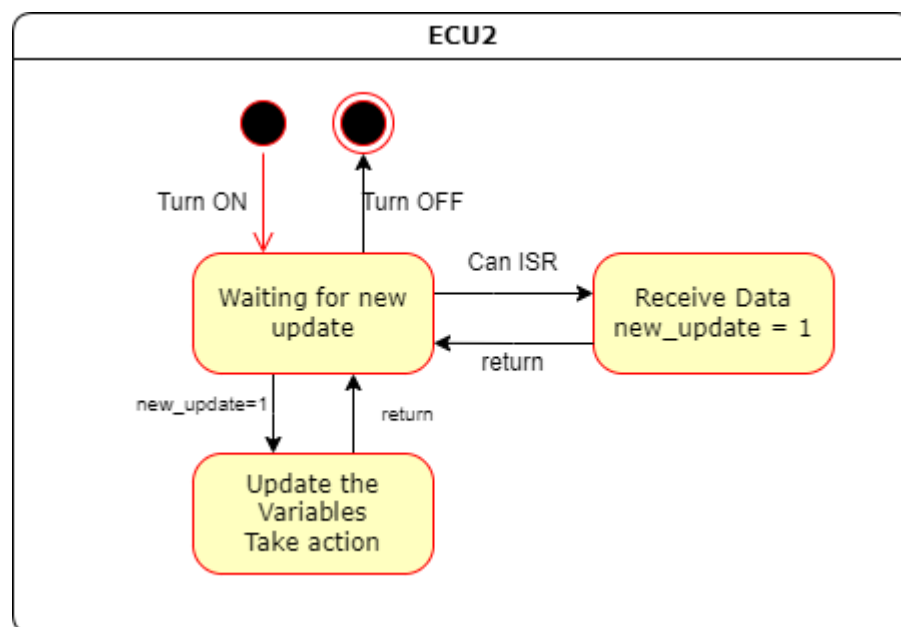 ECU2
Turn ON
Turn OFF
Can ISR
Waiting for new
update
Receive Data
new_update = 1
return
new_update=1
return
Update the
Variables
Take action